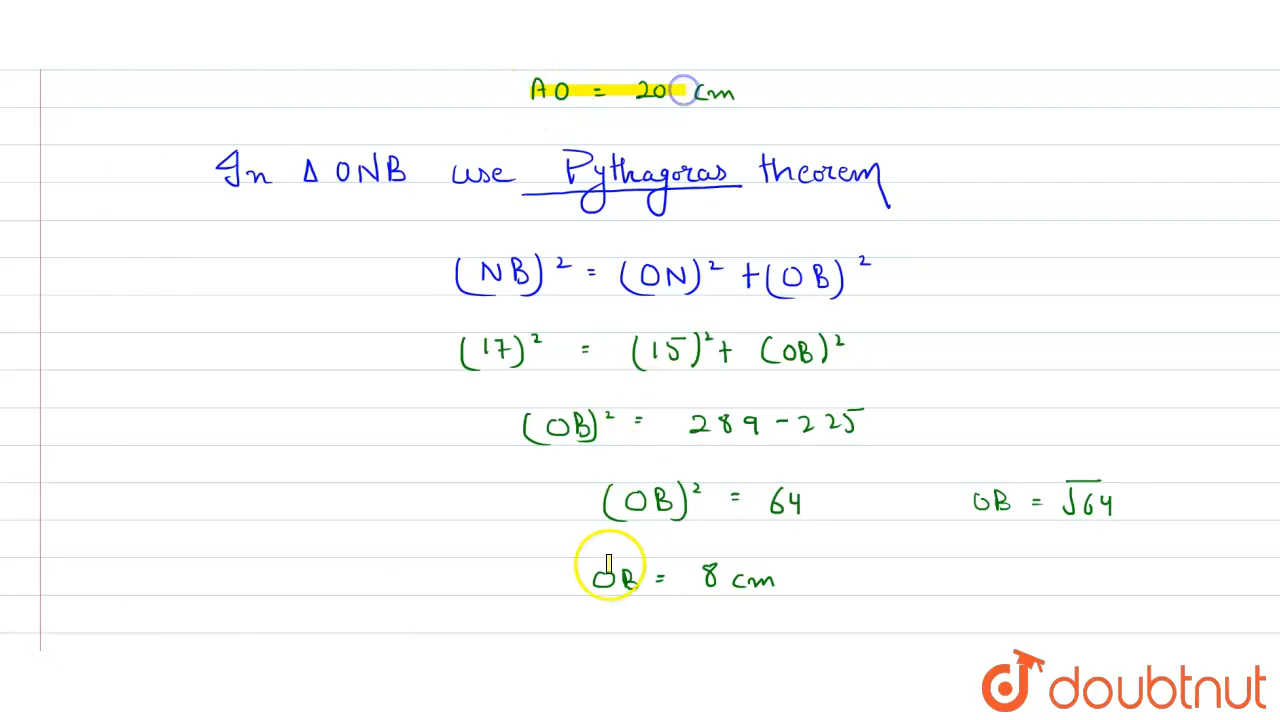 AO = 20 cm
In Δ ONB use Pythagoras theorem
(NB)² = (ON)² + (OB)²
(17)² = (15)² + (OB)²
(OB)² = 289 - 225
(OB)² = 64 OB = √64
OB = 8 cm
doubtnut